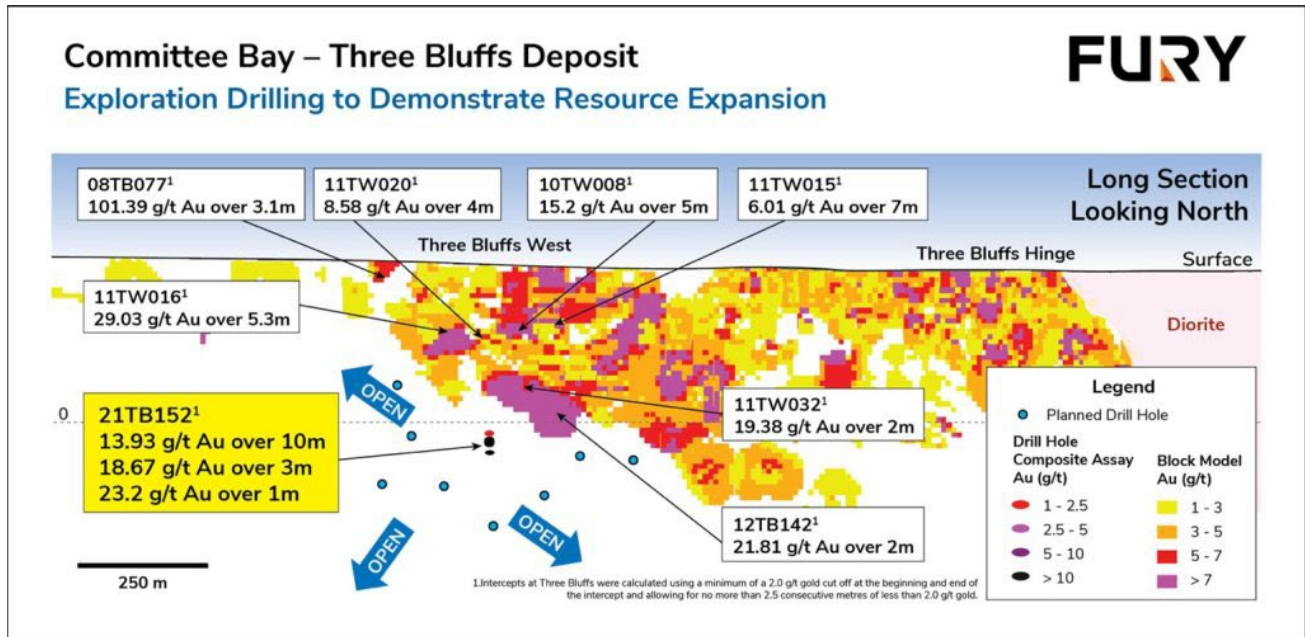 Committee Bay – Three Bluffs Deposit
Exploration Drilling to Demonstrate Resource Expansion
FURY
08TB077¹
101.39 g/t Au over 3.1m
11TW020¹
8.58 g/t Au over 4m
10TW008¹
15.2 g/t Au over 5m
11TW015¹
6.01 g/t Au over 7m
Long Section
Looking North
Three Bluffs West
Three Bluffs Hinge
Surface
11TW016¹
29.03 g/t Au over 5.3m
Diorite
OPEN
21TB152¹
13.93 g/t Au over 10m
18.67 g/t Au over 3m
23.2 g/t Au over 1m
0
11TW032¹
19.38 g/t Au over 2m
12TB142¹
21.81 g/t Au over 2m
OPEN
OPEN
250 m
Legend
Planned Drill Hole
Drill Hole
Composite Assay
Au (g/t)
1 - 2.5
2.5 - 5
5 - 10
> 10
Block Model
Au (g/t)
1 - 3
3 - 5
5 - 7
> 7
1.Intercepts at Three Bluffs were calculated using a minimum of a 2.0 g/t gold cut off at the beginning and end of
the intercept and allowing for no more than 2.5 consecutive metres of less than 2.0 g/t gold.